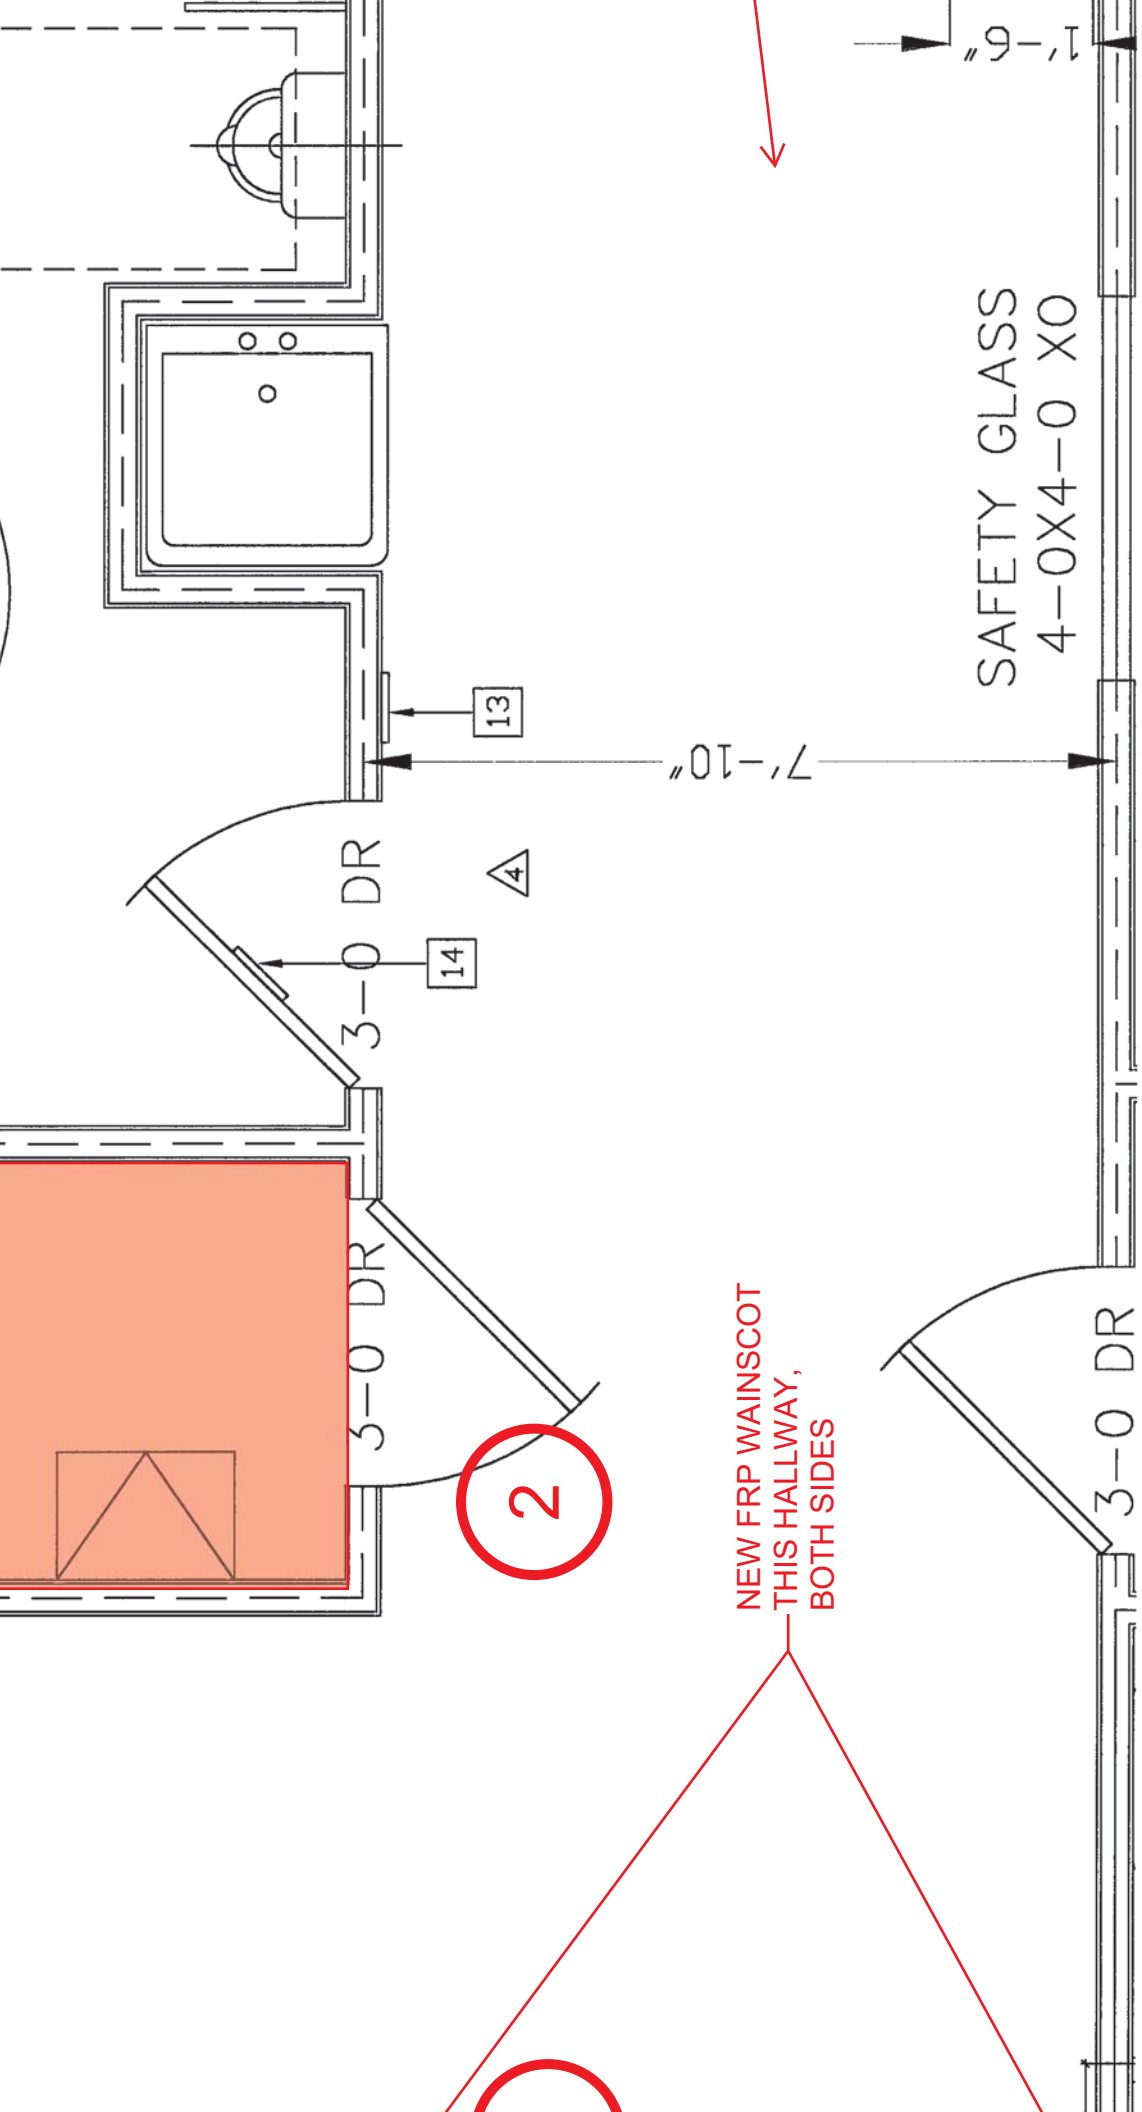 1'-6"
SAFETY GLASS
4-0X4-0 XO
13
7'-10"
3-0 DR
4
14
3-0 DR
2
NEW FRP WAINSCOT
THIS HALLWAY,
BOTH SIDES
3-0 DR